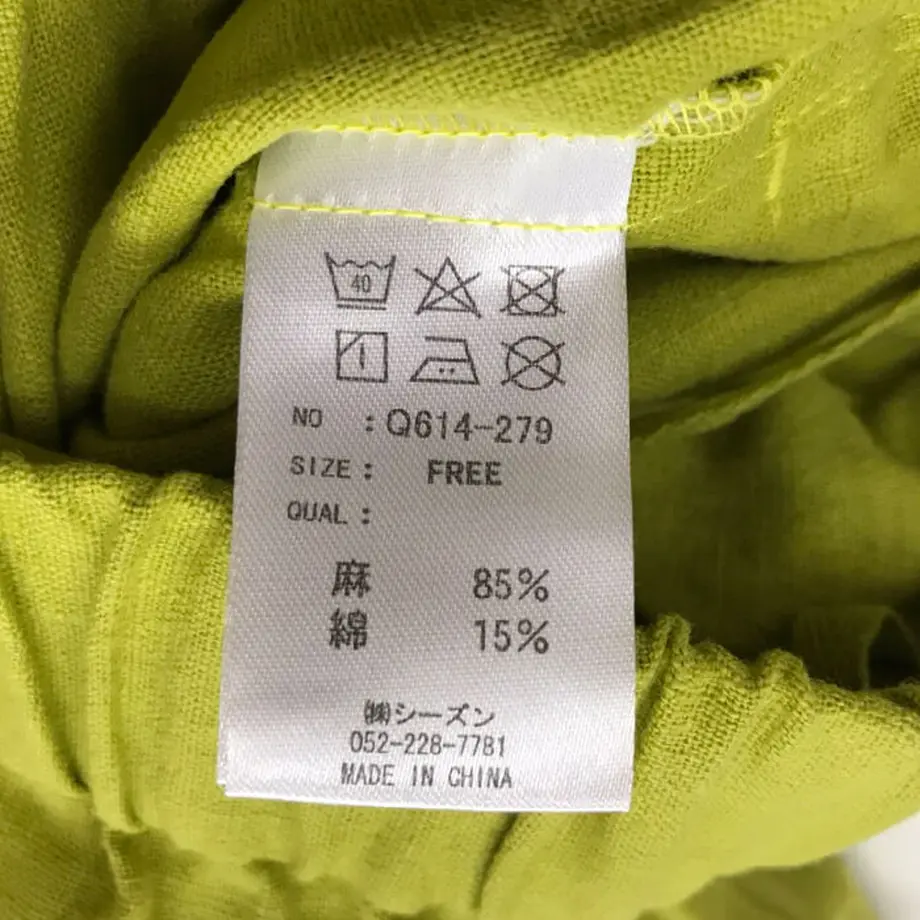 40
NO : Q614-279
SIZE : FREE
QUAL :
麻 85%
綿 15%
㈱シーズン
052-228-7781
MADE IN CHINA